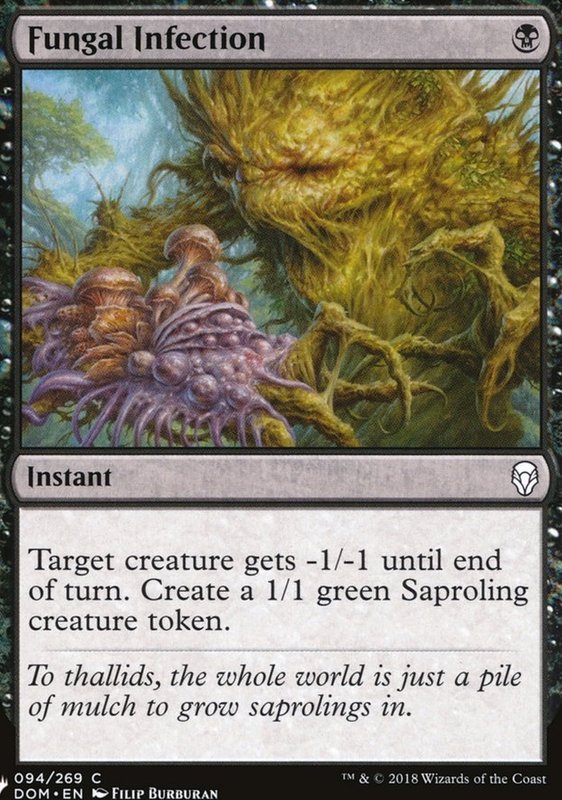 Fungal Infection
Instant
Target creature gets -1/-1 until end
of turn. Create a 1/1 green Saproling
creature token.
To thallids, the whole world is just a pile
of mulch to grow saprolings in.
094/269 C
DOM • EN Filip Burburan
™ & © 2018 Wizards of the Coast